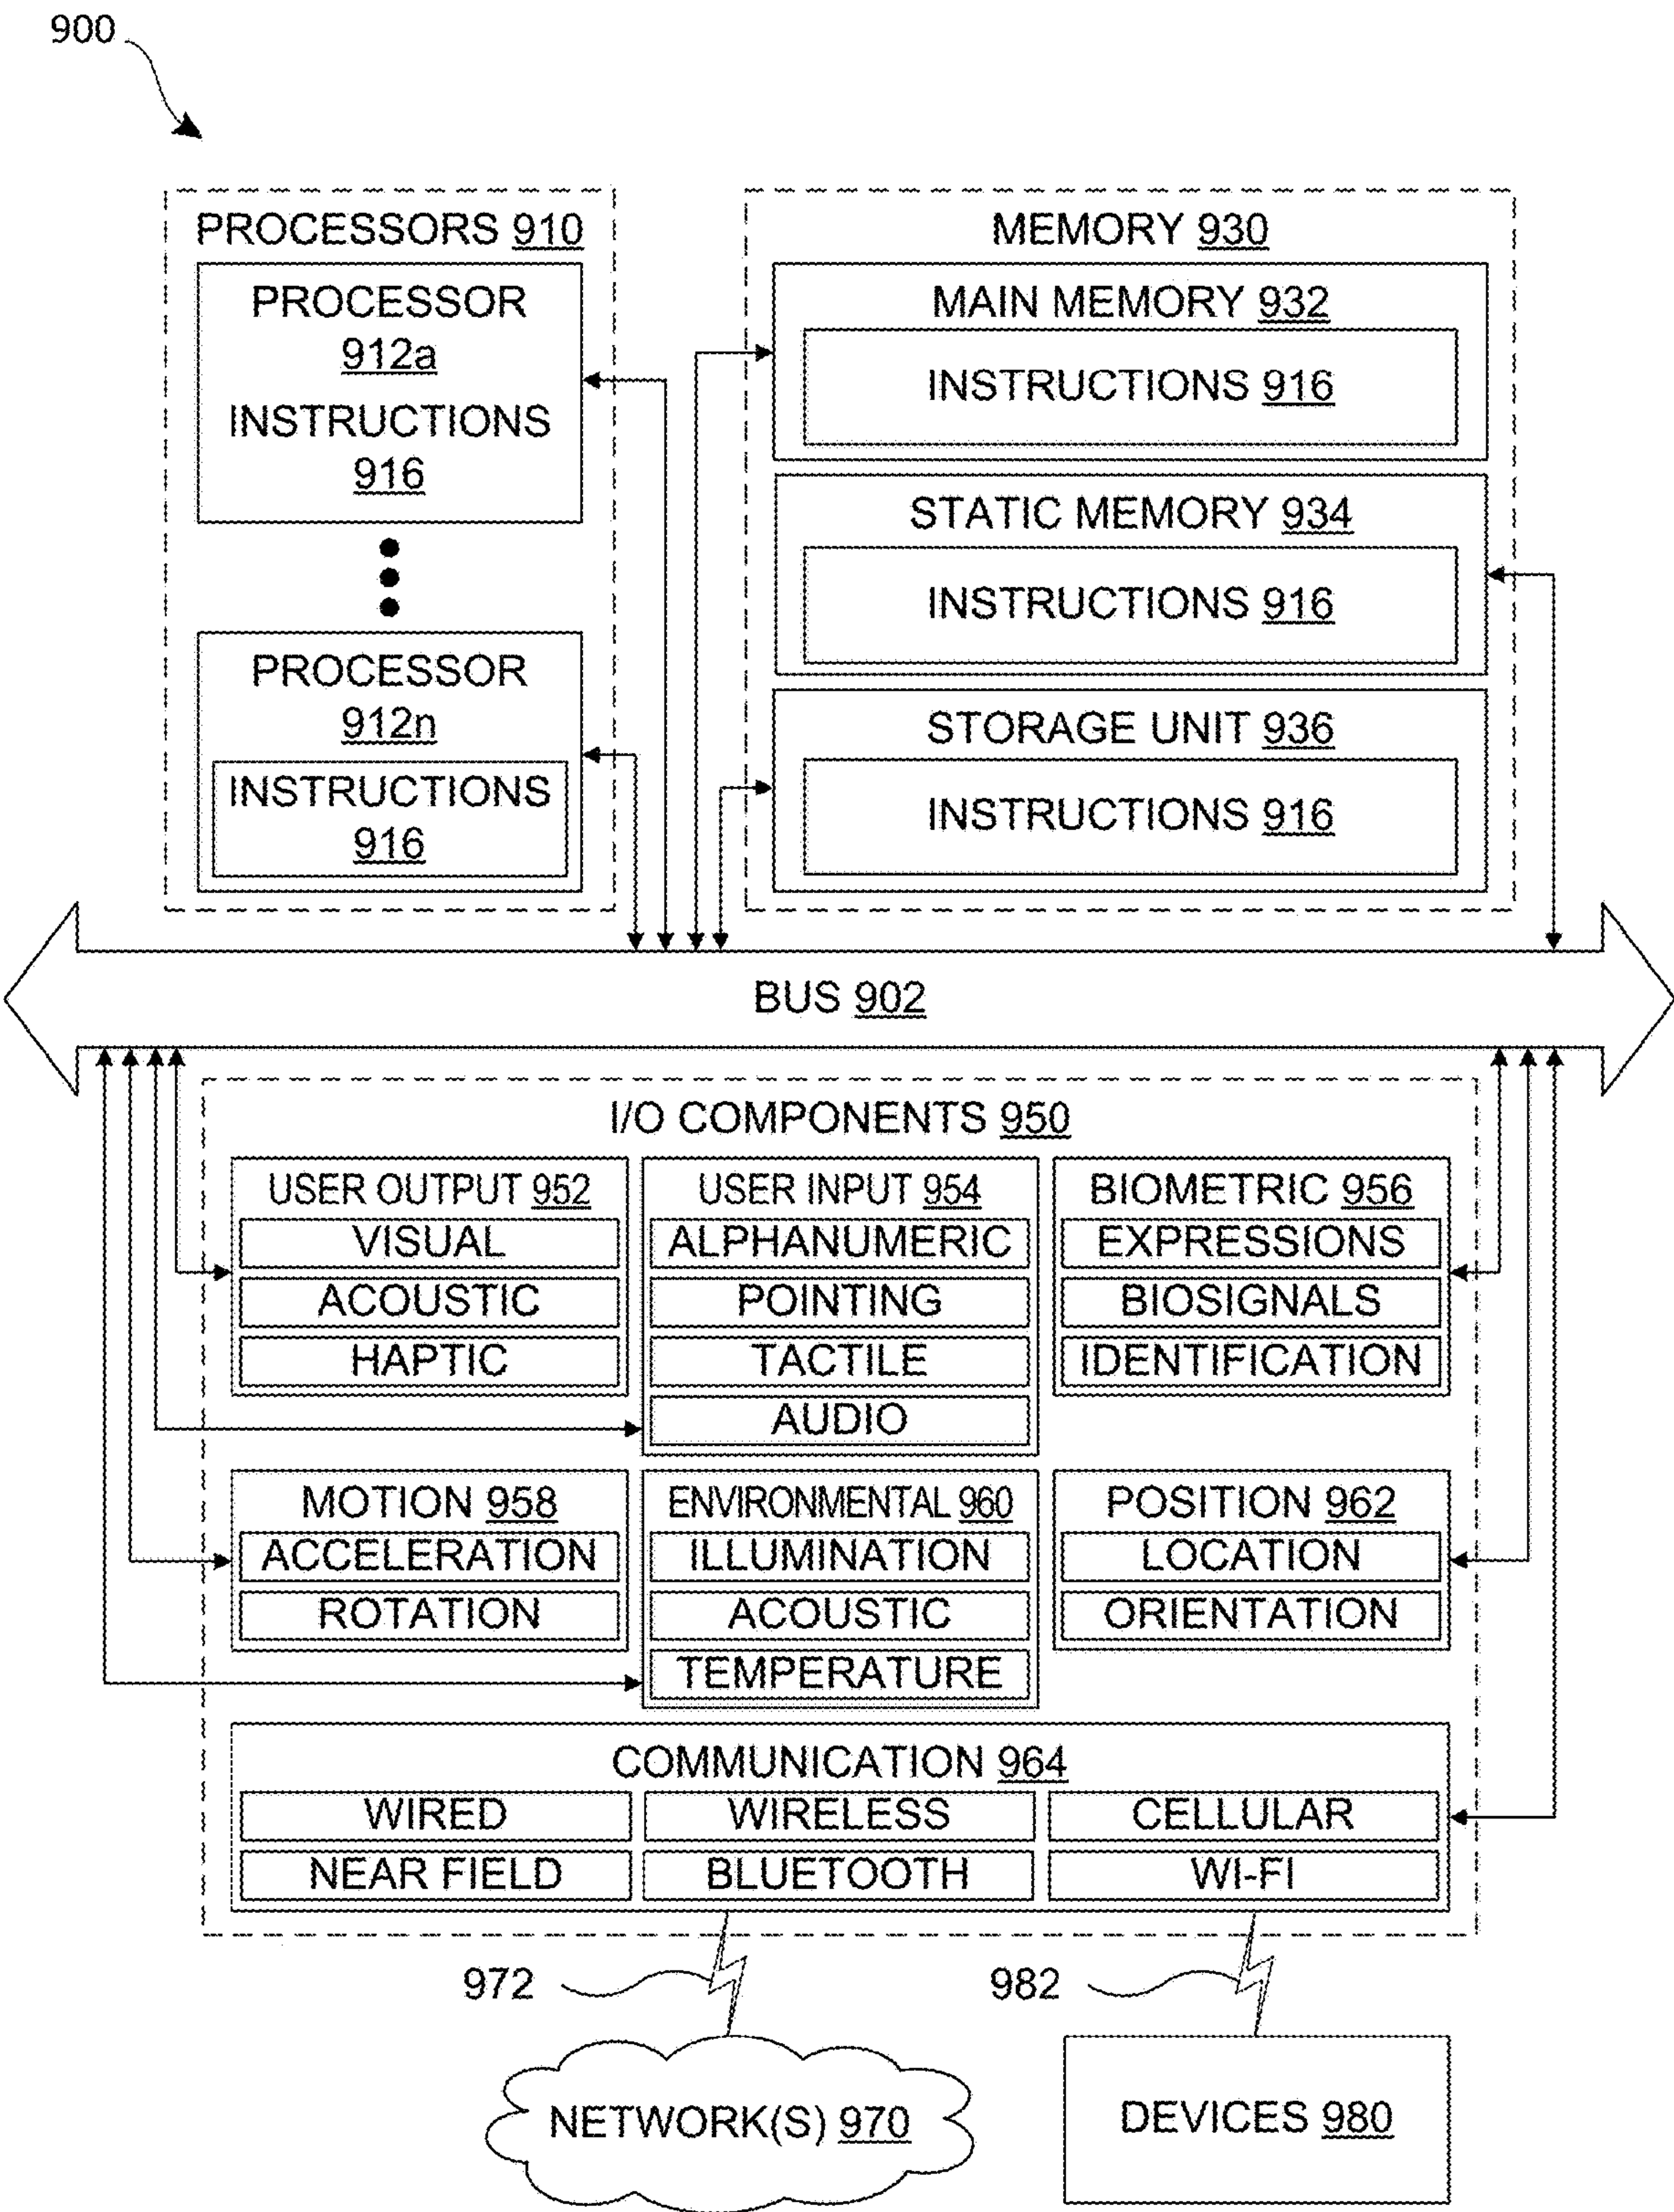 900
PROCESSORS 910
PROCESSOR
912a
INSTRUCTIONS
916
PROCESSOR
912n
INSTRUCTIONS
916
MEMORY 930
MAIN MEMORY 932
INSTRUCTIONS 916
STATIC MEMORY 934
INSTRUCTIONS 916
STORAGE UNIT 936
INSTRUCTIONS 916
BUS 902
I/O COMPONENTS 950
USER OUTPUT 952
VISUAL
ACOUSTIC
HAPTIC
USER INPUT 954
ALPHANUMERIC
POINTING
TACTILE
AUDIO
BIOMETRIC 956
EXPRESSIONS
BIOSIGNALS
IDENTIFICATION
MOTION 958
ACCELERATION
ROTATION
ENVIRONMENTAL 960
ILLUMINATION
ACOUSTIC
TEMPERATURE
POSITION 962
LOCATION
ORIENTATION
COMMUNICATION 964
WIRED
WIRELESS
CELLULAR
NEAR FIELD
BLUETOOTH
WI-FI
972
982
NETWORK(S) 970
DEVICES 980